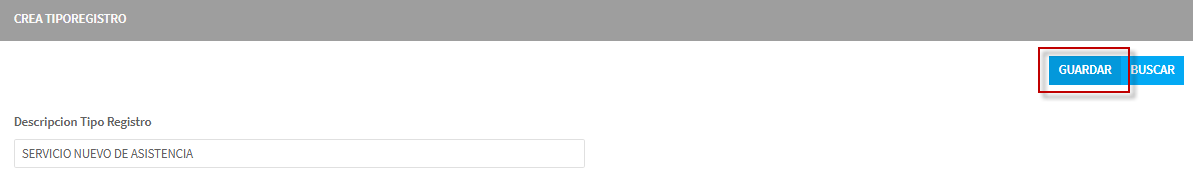 CREA TIPOREGISTRO
GUARDAR BUSCAR
Descripcion Tipo Registro
SERVICIO NUEVO DE ASISTENCIA